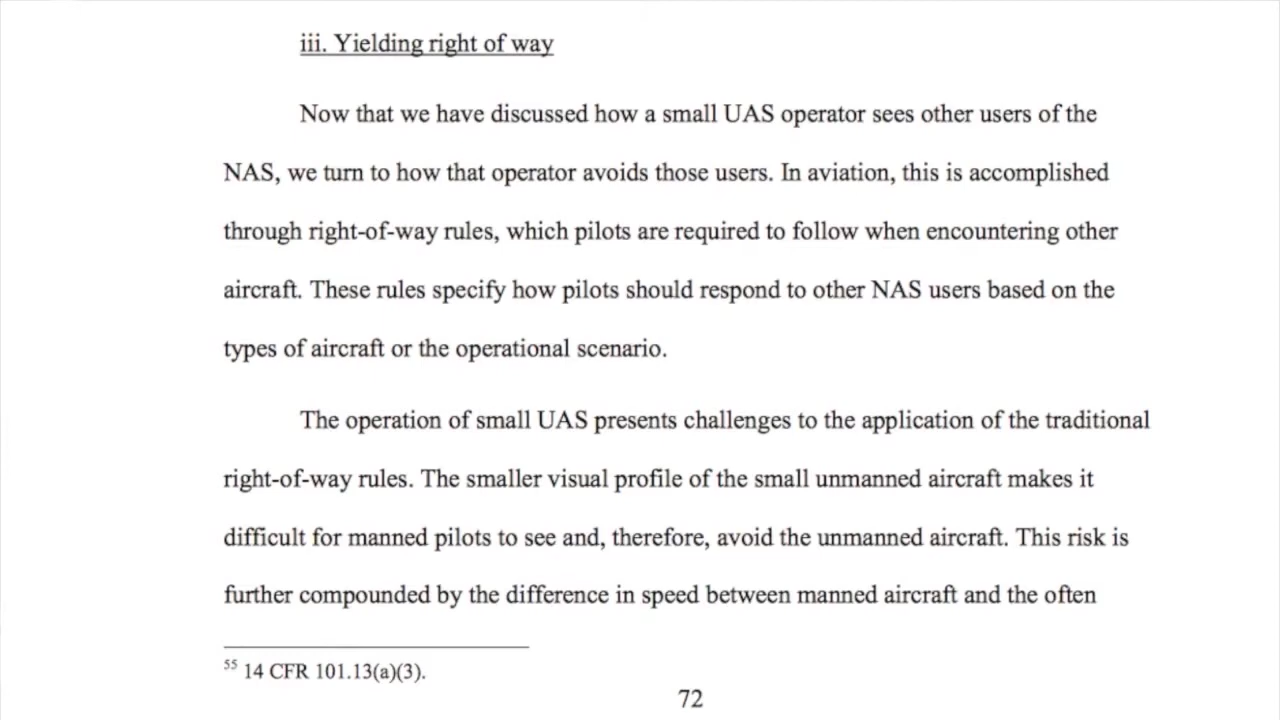 iii. Yielding right of way
Now that we have discussed how a small UAS operator sees other users of the
NAS, we turn to how that operator avoids those users. In aviation, this is accomplished
through right-of-way rules, which pilots are required to follow when encountering other
aircraft. These rules specify how pilots should respond to other NAS users based on the
types of aircraft or the operational scenario.
The operation of small UAS presents challenges to the application of the traditional
right-of-way rules. The smaller visual profile of the small unmanned aircraft makes it
difficult for manned pilots to see and, therefore, avoid the unmanned aircraft. This risk is
further compounded by the difference in speed between manned aircraft and the often
55 14 CFR 101.13(a)(3).
72